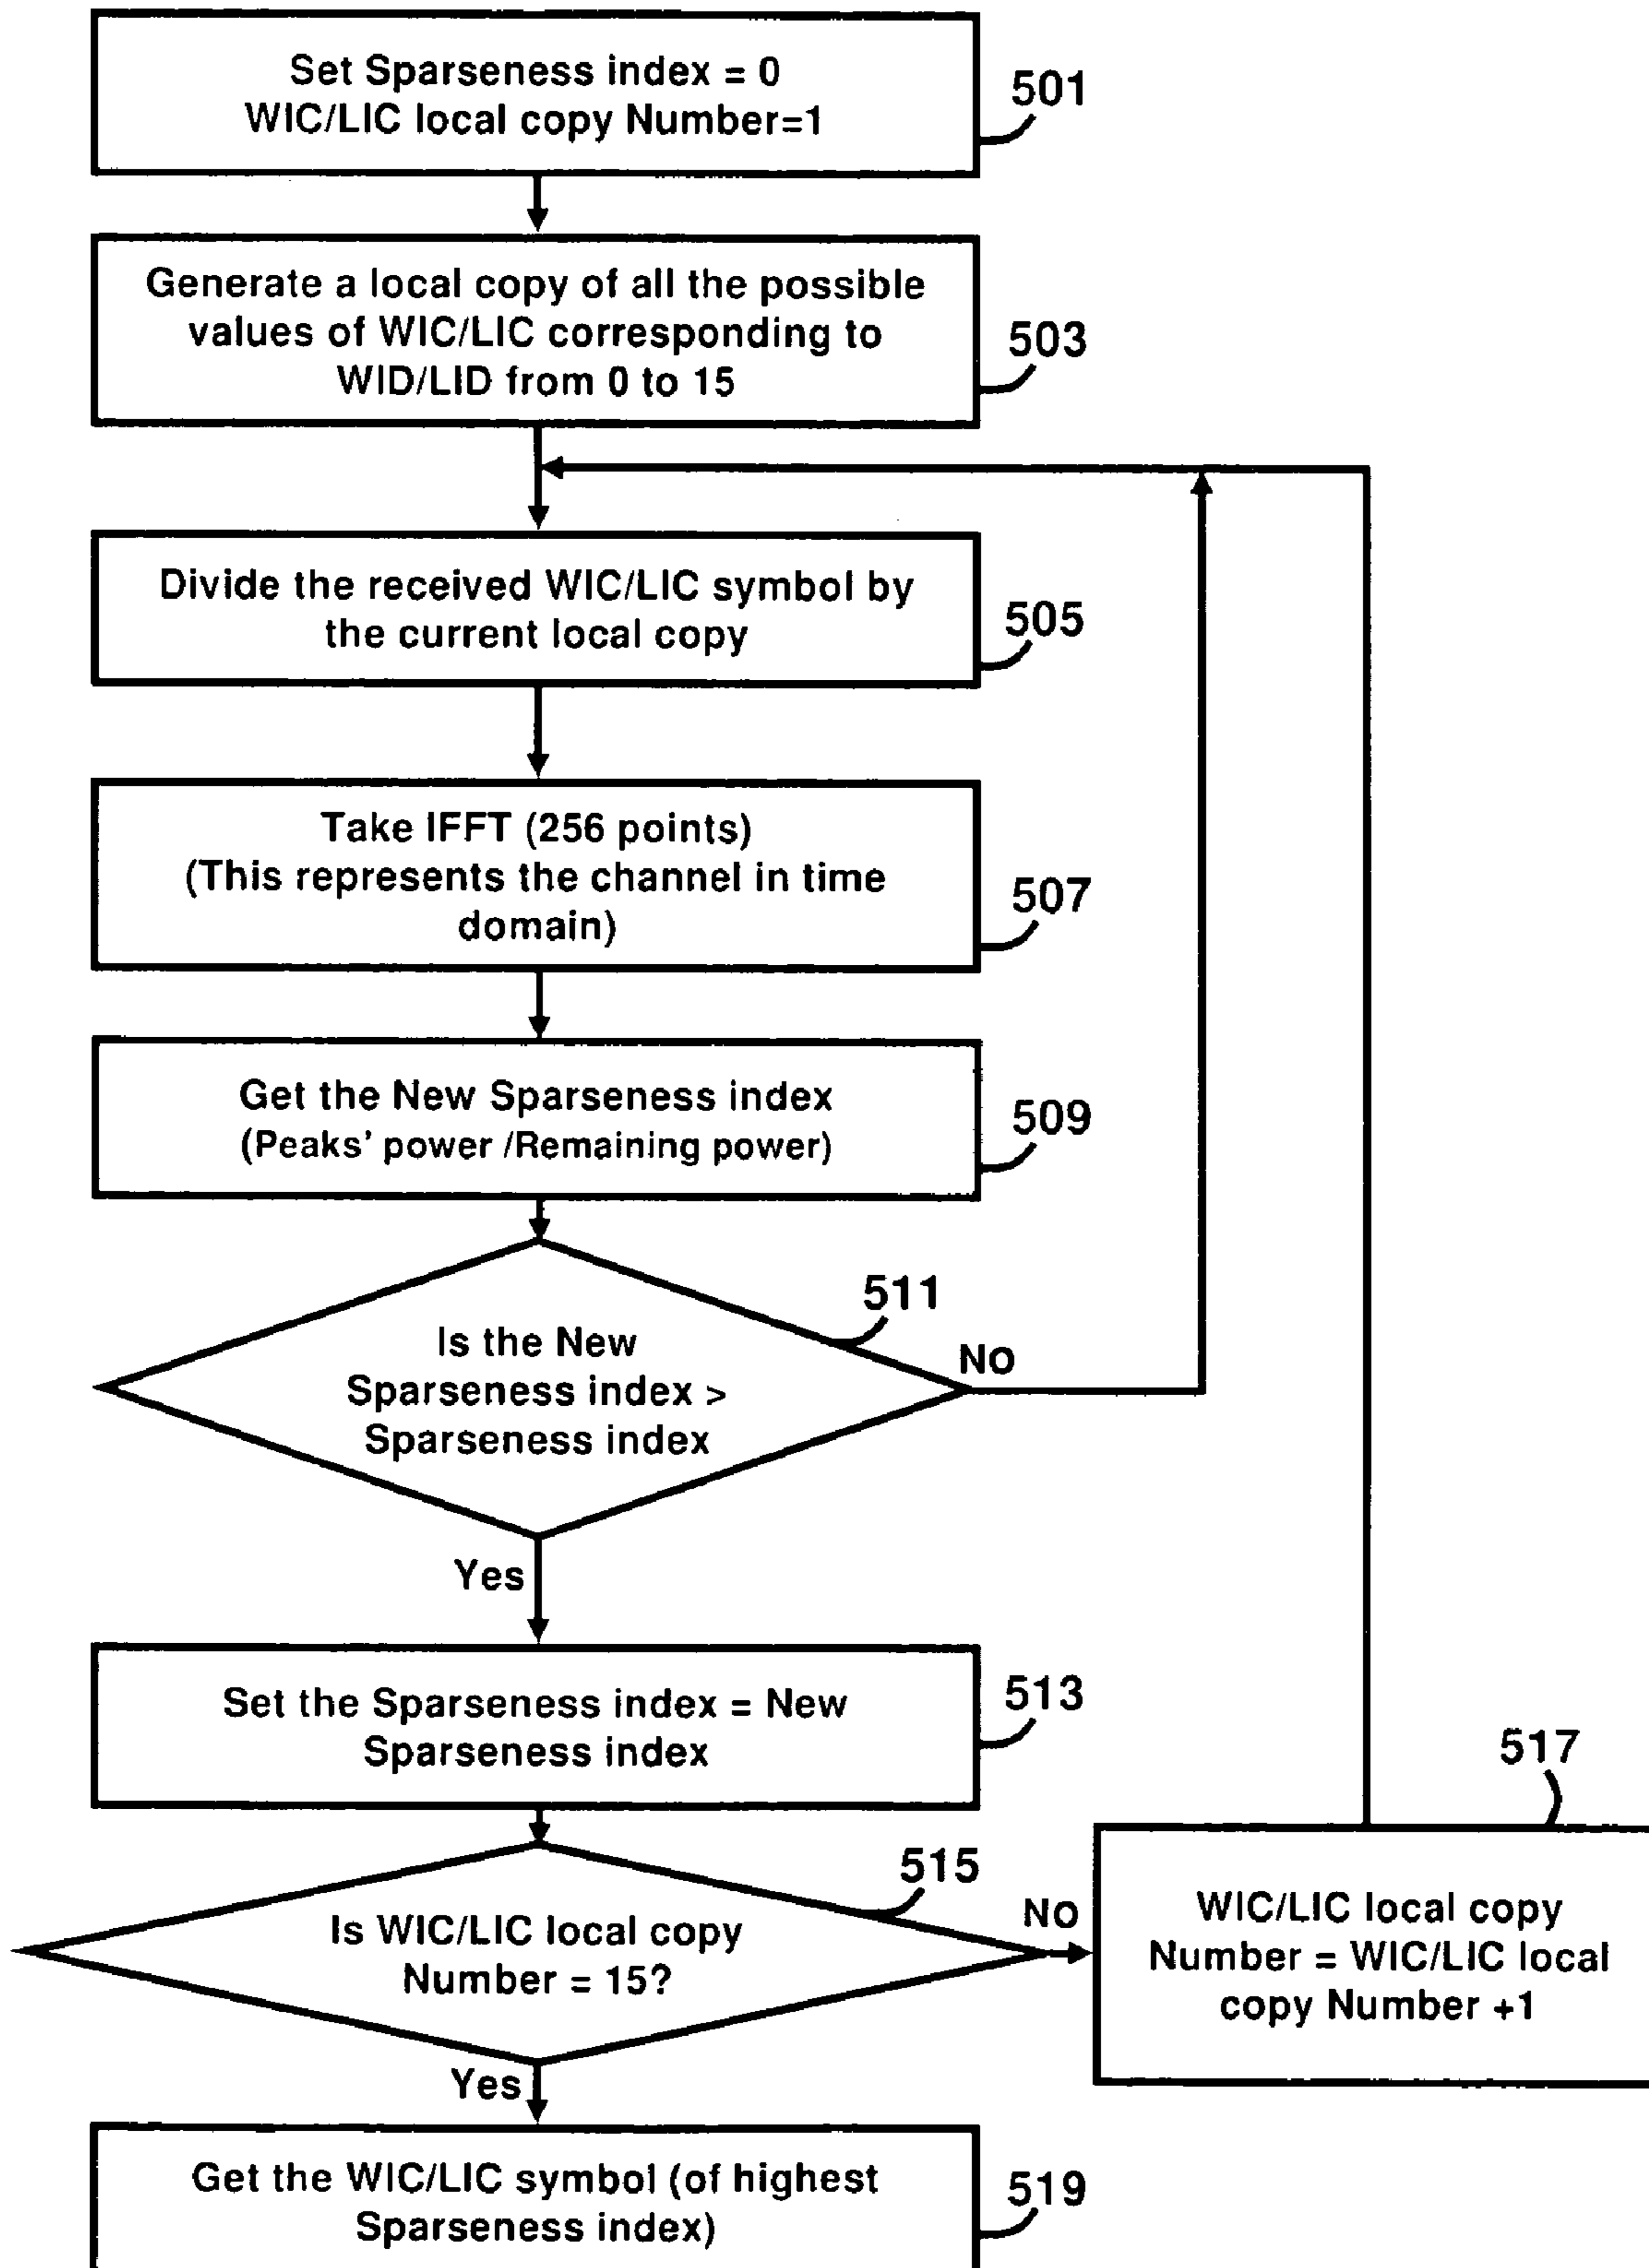 Set Sparseness index = 0
WIC/LIC local copy Number=1
501
Generate a local copy of all the possible
values of WIC/LIC corresponding to
WID/LID from 0 to 15
503
Divide the received WIC/LIC symbol by
the current local copy
505
Take IFFT (256 points)
(This represents the channel in time
domain)
507
Get the New Sparseness index
(Peaks' power /Remaining power)
509
511
Is the New
Sparseness index >
Sparseness index
NO
Yes
Set the Sparseness index = New
Sparseness index
513
517
515
Is WIC/LIC local copy
Number = 15?
NO
WIC/LIC local copy
Number = WIC/LIC local
copy Number +1
Yes
Get the WIC/LIC symbol (of highest
Sparseness index)
519